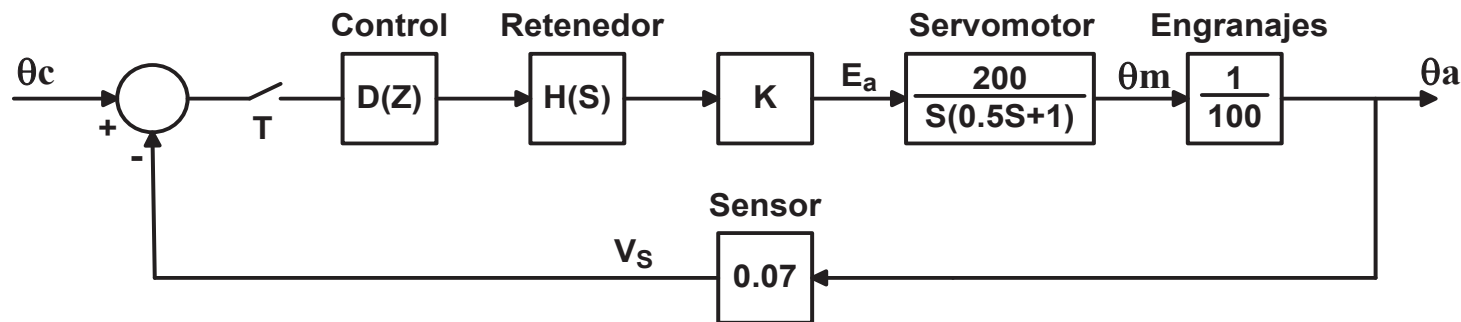 Control
Retenedor
Servomotor
Engranajes
θc
+
-
T
D(Z)
H(S)
K
Ea
200
S(0.5S+1)
θm
1
100
θa
Sensor
VS
0.07